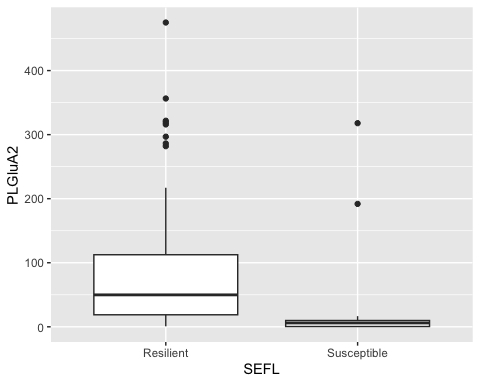 400
300
200
100
0
PLGluA2
Resilient
Susceptible
SEFL